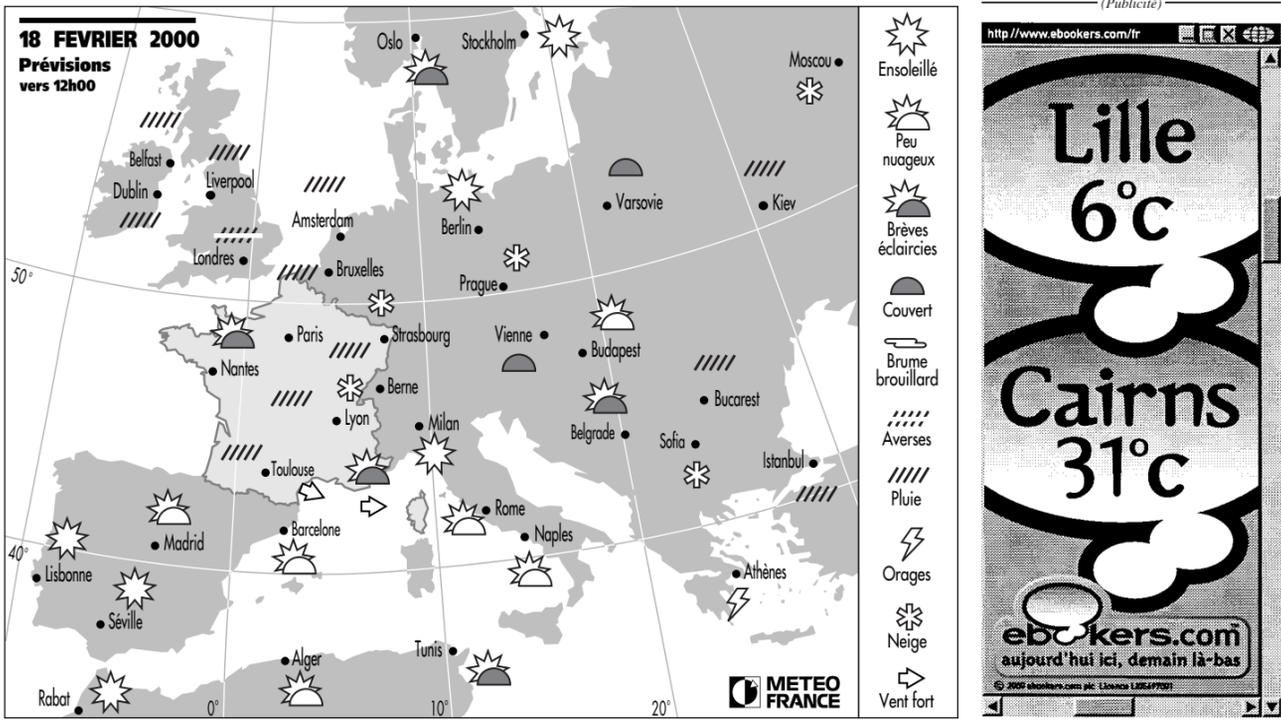 18 FEVRIER 2000
Prévisions
vers 12h00
Oslo
Stockholm
Moscou
Belfast
Dublin
Liverpool
Londres
Amsterdam
Bruxelles
Berlin
Prague
Varsovie
Kiev
50°
Paris
Strasbourg
Nantes
Vienne
Budapest
Berne
Lyon
Milan
Belgrade
Bucarest
Sofia
Istanbul
Toulouse
Barcelone
Rome
Naples
Madrid
40°
Lisbonne
Séville
Athènes
Alger
Tunis
Rabat
0°
10°
20°
METEO
FRANCE
Ensoleillé
Peu
nuageux
Brèves
éclaircies
Couvert
Brume
brouillard
Averses
Pluie
Orages
Neige
Vent fort
(Publicité)
http://www.ebookers.com/fr
Lille
6°c
Cairns
31°c
ebookers.com
aujourd'hui ici, demain là-bas